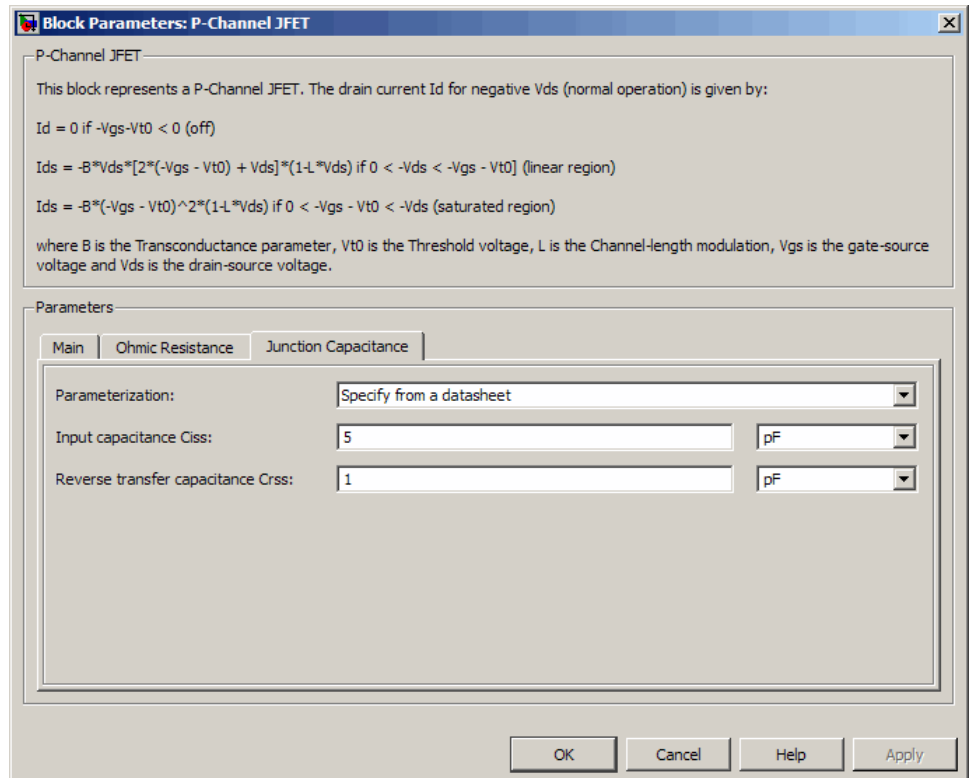 Block Parameters: P-Channel JFET
P-Channel JFET
This block represents a P-Channel JFET. The drain current Id for negative Vds (normal operation) is given by:
Id = 0 if -Vgs-Vt0 < 0 (off)
Ids = -B*Vds*[2*(-Vgs - Vt0) + Vds]*(1-L*Vds) if 0 < -Vds < -Vgs - Vt0] (linear region)
Ids = -B*(-Vgs - Vt0)^2*(1-L*Vds) if 0 < -Vgs - Vt0 < -Vds (saturated region)
where B is the Transconductance parameter, Vt0 is the Threshold voltage, L is the Channel-length modulation, Vgs is the gate-source
voltage and Vds is the drain-source voltage.
Parameters
Main Ohmic Resistance Junction Capacitance
Parameterization: Specify from a datasheet
Input capacitance Ciss: 5 pF
Reverse transfer capacitance Crss: 1 pF
OK Cancel Help Apply